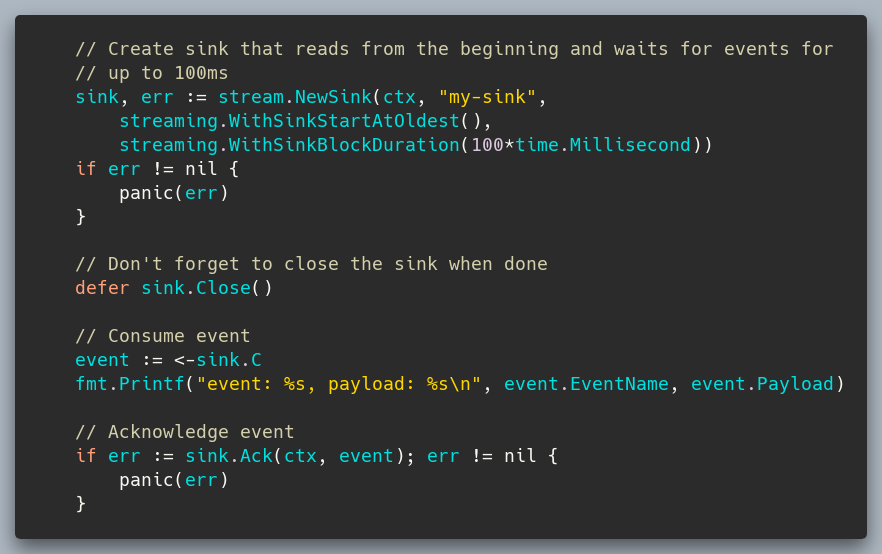 // Create sink that reads from the beginning and waits for events for
// up to 100ms
sink, err := stream.NewSink(ctx, "my-sink",
    streaming.WithSinkStartAtOldest(),
    streaming.WithSinkBlockDuration(100*time.Millisecond))
if err != nil {
    panic(err)
}

// Don't forget to close the sink when done
defer sink.Close()

// Consume event
event := <-sink.C
fmt.Printf("event: %s, payload: %s\n", event.EventName, event.Payload)

// Acknowledge event
if err := sink.Ack(ctx, event); err != nil {
    panic(err)
}